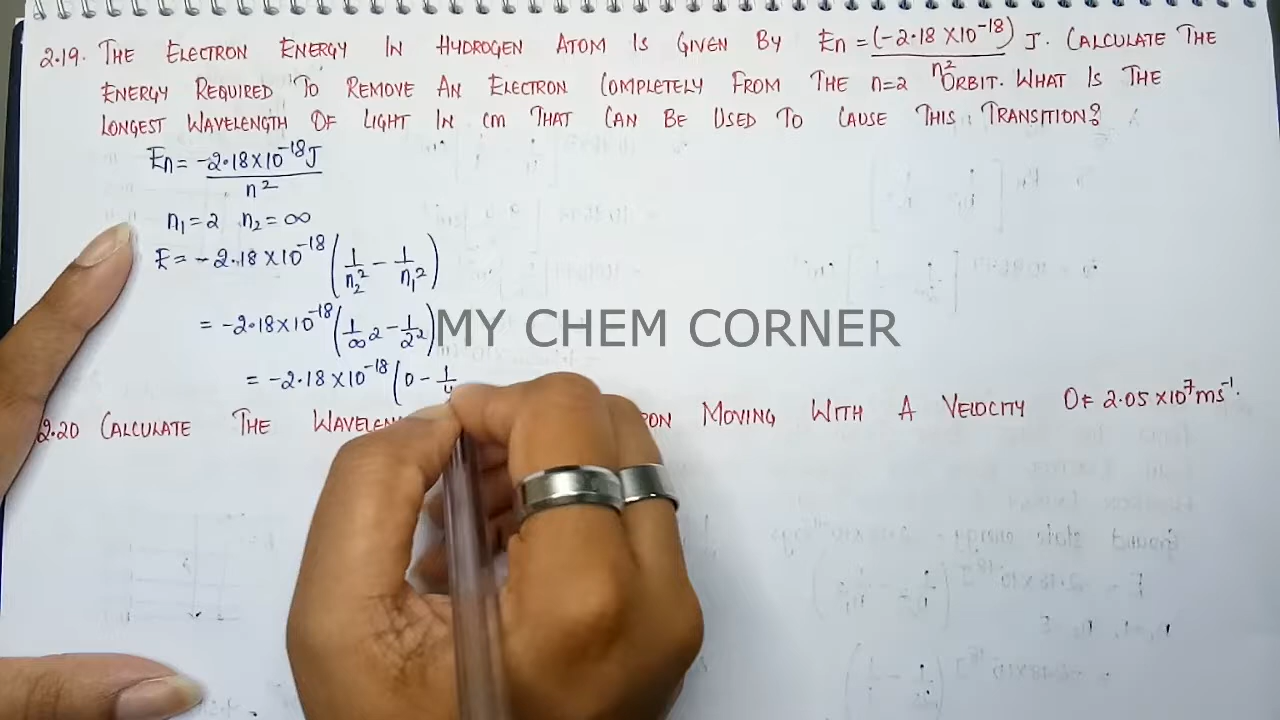 2.19. THE ELECTRON ENERGY IN HYDROGEN ATOM IS GIVEN BY En = (-2.18 X10⁻¹⁸) / n² J. CALCULATE THE
ENERGY REQUIRED TO REMOVE AN ELECTRON COMPLETELY FROM THE n=2 ORBIT. WHAT IS THE
LONGEST WAVELENGTH OF LIGHT IN cm THAT CAN BE USED TO CAUSE THIS TRANSITION?
En = -2.18X10⁻¹⁸J / n²
n₁ = 2 n₂ = ∞
E = -2.18 X10⁻¹⁸ (1/n₂² - 1/n₁²)
= -2.18X10⁻¹⁸ (1/∞2 - 1/2²)
MY CHEM CORNER
= -2.18 X10⁻¹⁸ (0 - 1/4
2.20 CALCULATE THE MOVING WITH A VELOCITY OF 2.05 X10⁷ms⁻¹.